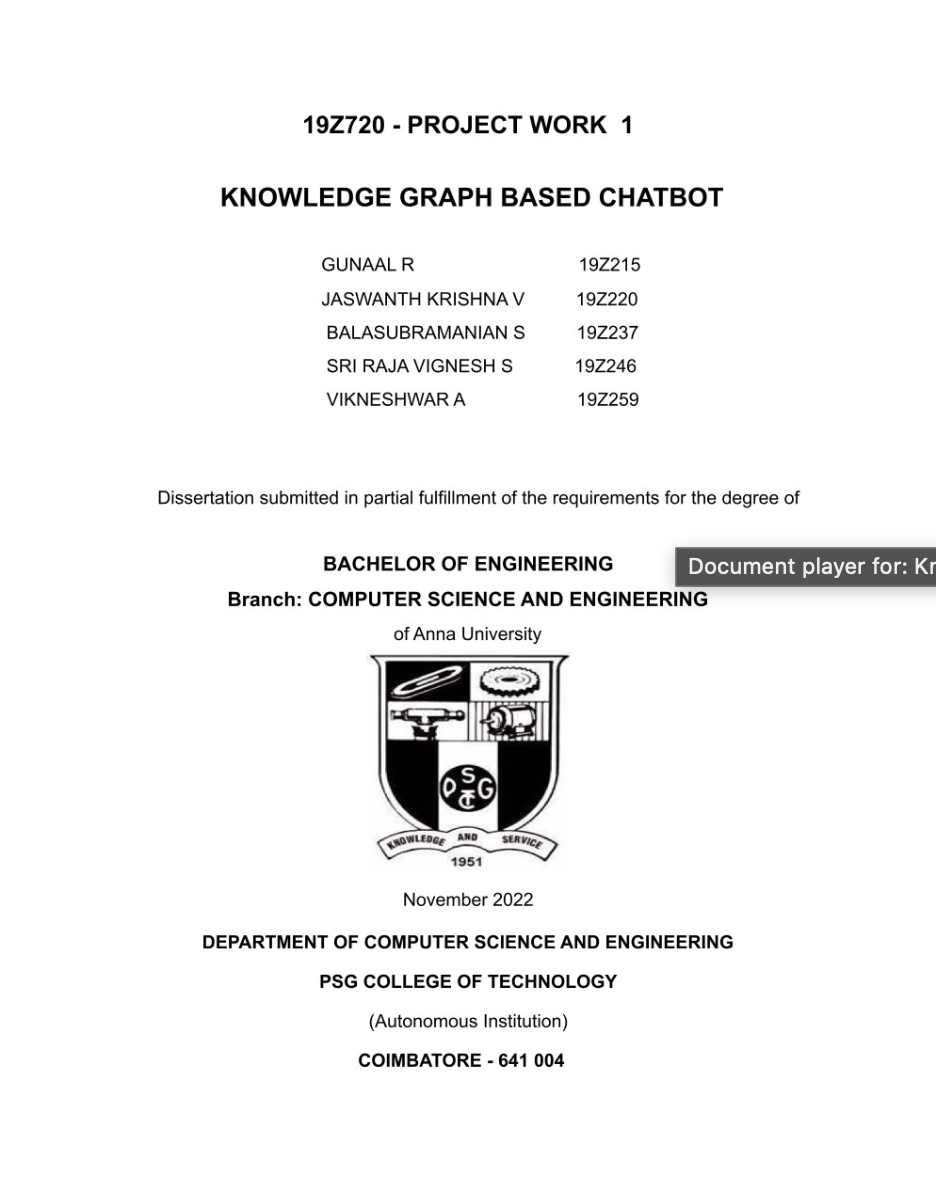 19Z720 - PROJECT WORK 1
KNOWLEDGE GRAPH BASED CHATBOT
GUNAAL R 19Z215
JASWANTH KRISHNA V 19Z220
BALASUBRAMANIAN S 19Z237
SRI RAJA VIGNESH S 19Z246
VIKNESHWAR A 19Z259
Dissertation submitted in partial fulfillment of the requirements for the degree of
BACHELOR OF ENGINEERING
Document player for: Kr
Branch: COMPUTER SCIENCE AND ENGINEERING
of Anna University
PSG
TC
KNOWLEDGE AND SERVICE
1951
November 2022
DEPARTMENT OF COMPUTER SCIENCE AND ENGINEERING
PSG COLLEGE OF TECHNOLOGY
(Autonomous Institution)
COIMBATORE - 641 004